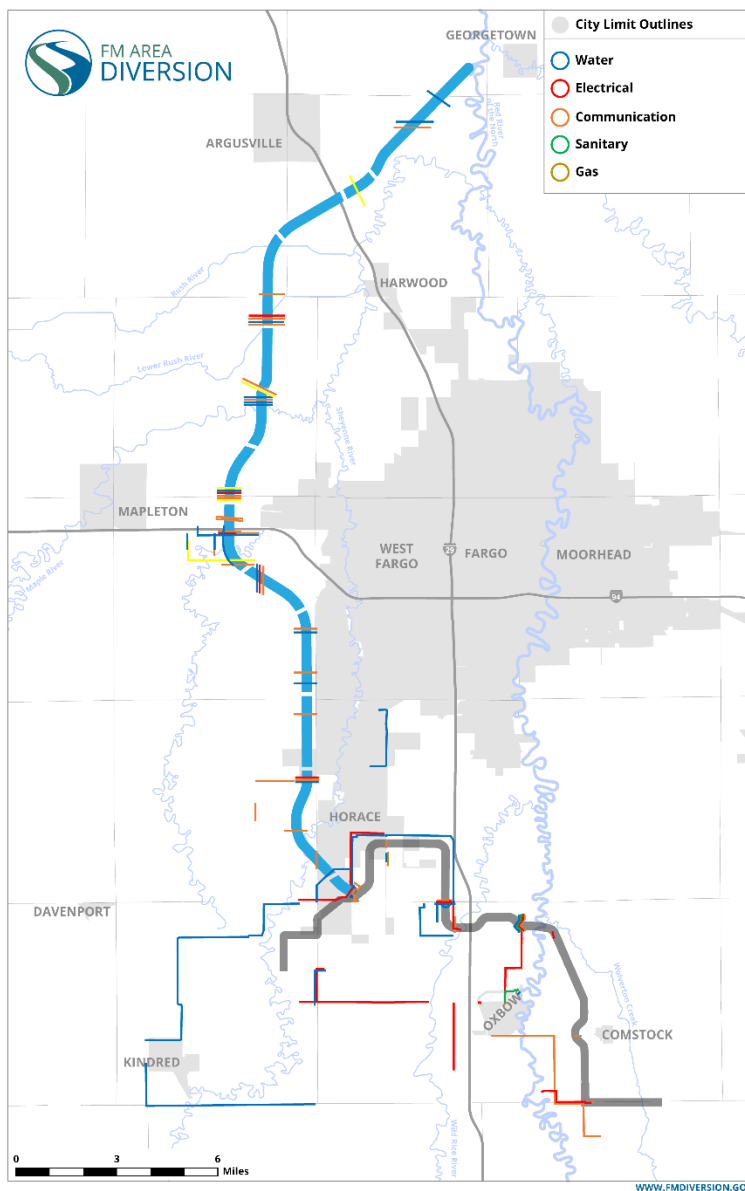 FM AREA
DIVERSION
GEORGETOWN
City Limit Outlines
Water
Electrical
Communication
Sanitary
Gas
Red River
of the North
ARGUSVILLE
HARWOOD
Rush River
Lower Rush River
Sheyenne River
MAPLETON
Maple River
WEST
FARGO
FARGO
MOORHEAD
29
94
HORACE
DAVENPORT
OXBOW
Wolverton Creek
COMSTOCK
KINDRED
Wild Rice River
0 3 6
Miles
WWW.FMDIVERSION.GO